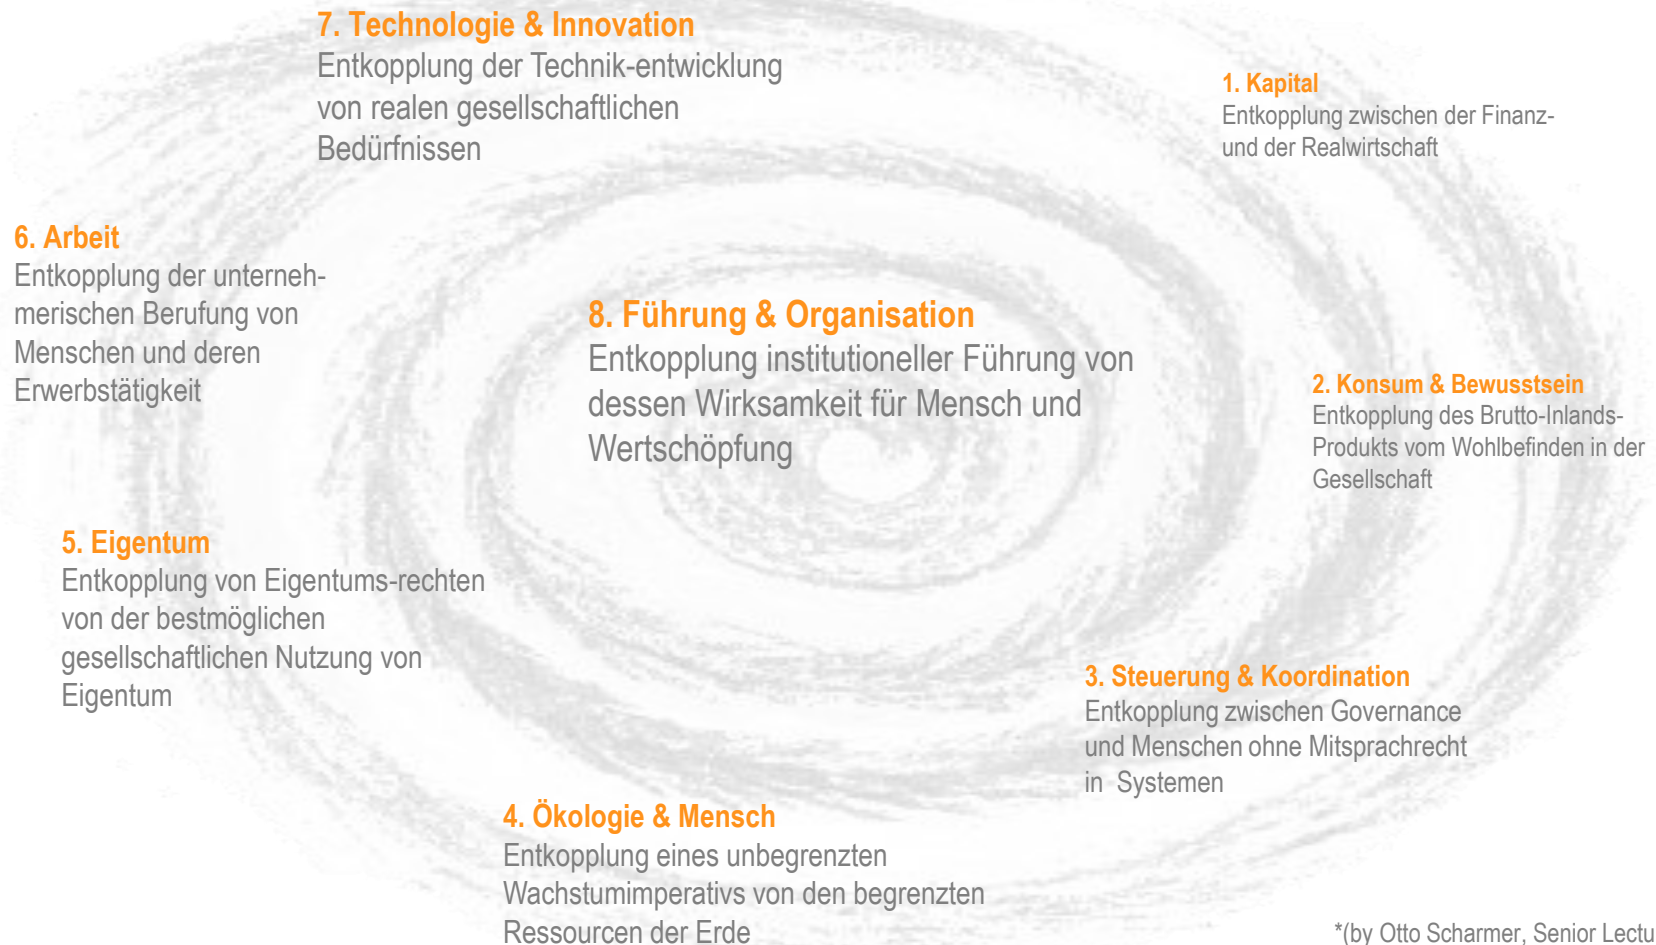 7. Technologie & Innovation
Entkopplung der Technik-entwicklung
von realen gesellschaftlichen
Bedürfnissen
1. Kapital
Entkopplung zwischen der Finanz-
und der Realwirtschaft
6. Arbeit
Entkopplung der unterneh-
merischen Berufung von
Menschen und deren
Erwerbstätigkeit
8. Führung & Organisation
Entkopplung institutioneller Führung von
dessen Wirksamkeit für Mensch und
Wertschöpfung
2. Konsum & Bewusstsein
Entkopplung des Brutto-Inlands-
Produkts vom Wohlbefinden in der
Gesellschaft
5. Eigentum
Entkopplung von Eigentums-rechten
von der bestmöglichen
gesellschaftlichen Nutzung von
Eigentum
3. Steuerung & Koordination
Entkopplung zwischen Governance
und Menschen ohne Mitsprachrecht
in Systemen
4. Ökologie & Mensch
Entkopplung eines unbegrenzten
Wachstumimperativs von den begrenzten
Ressourcen der Erde
*(by Otto Scharmer, Senior Lectu